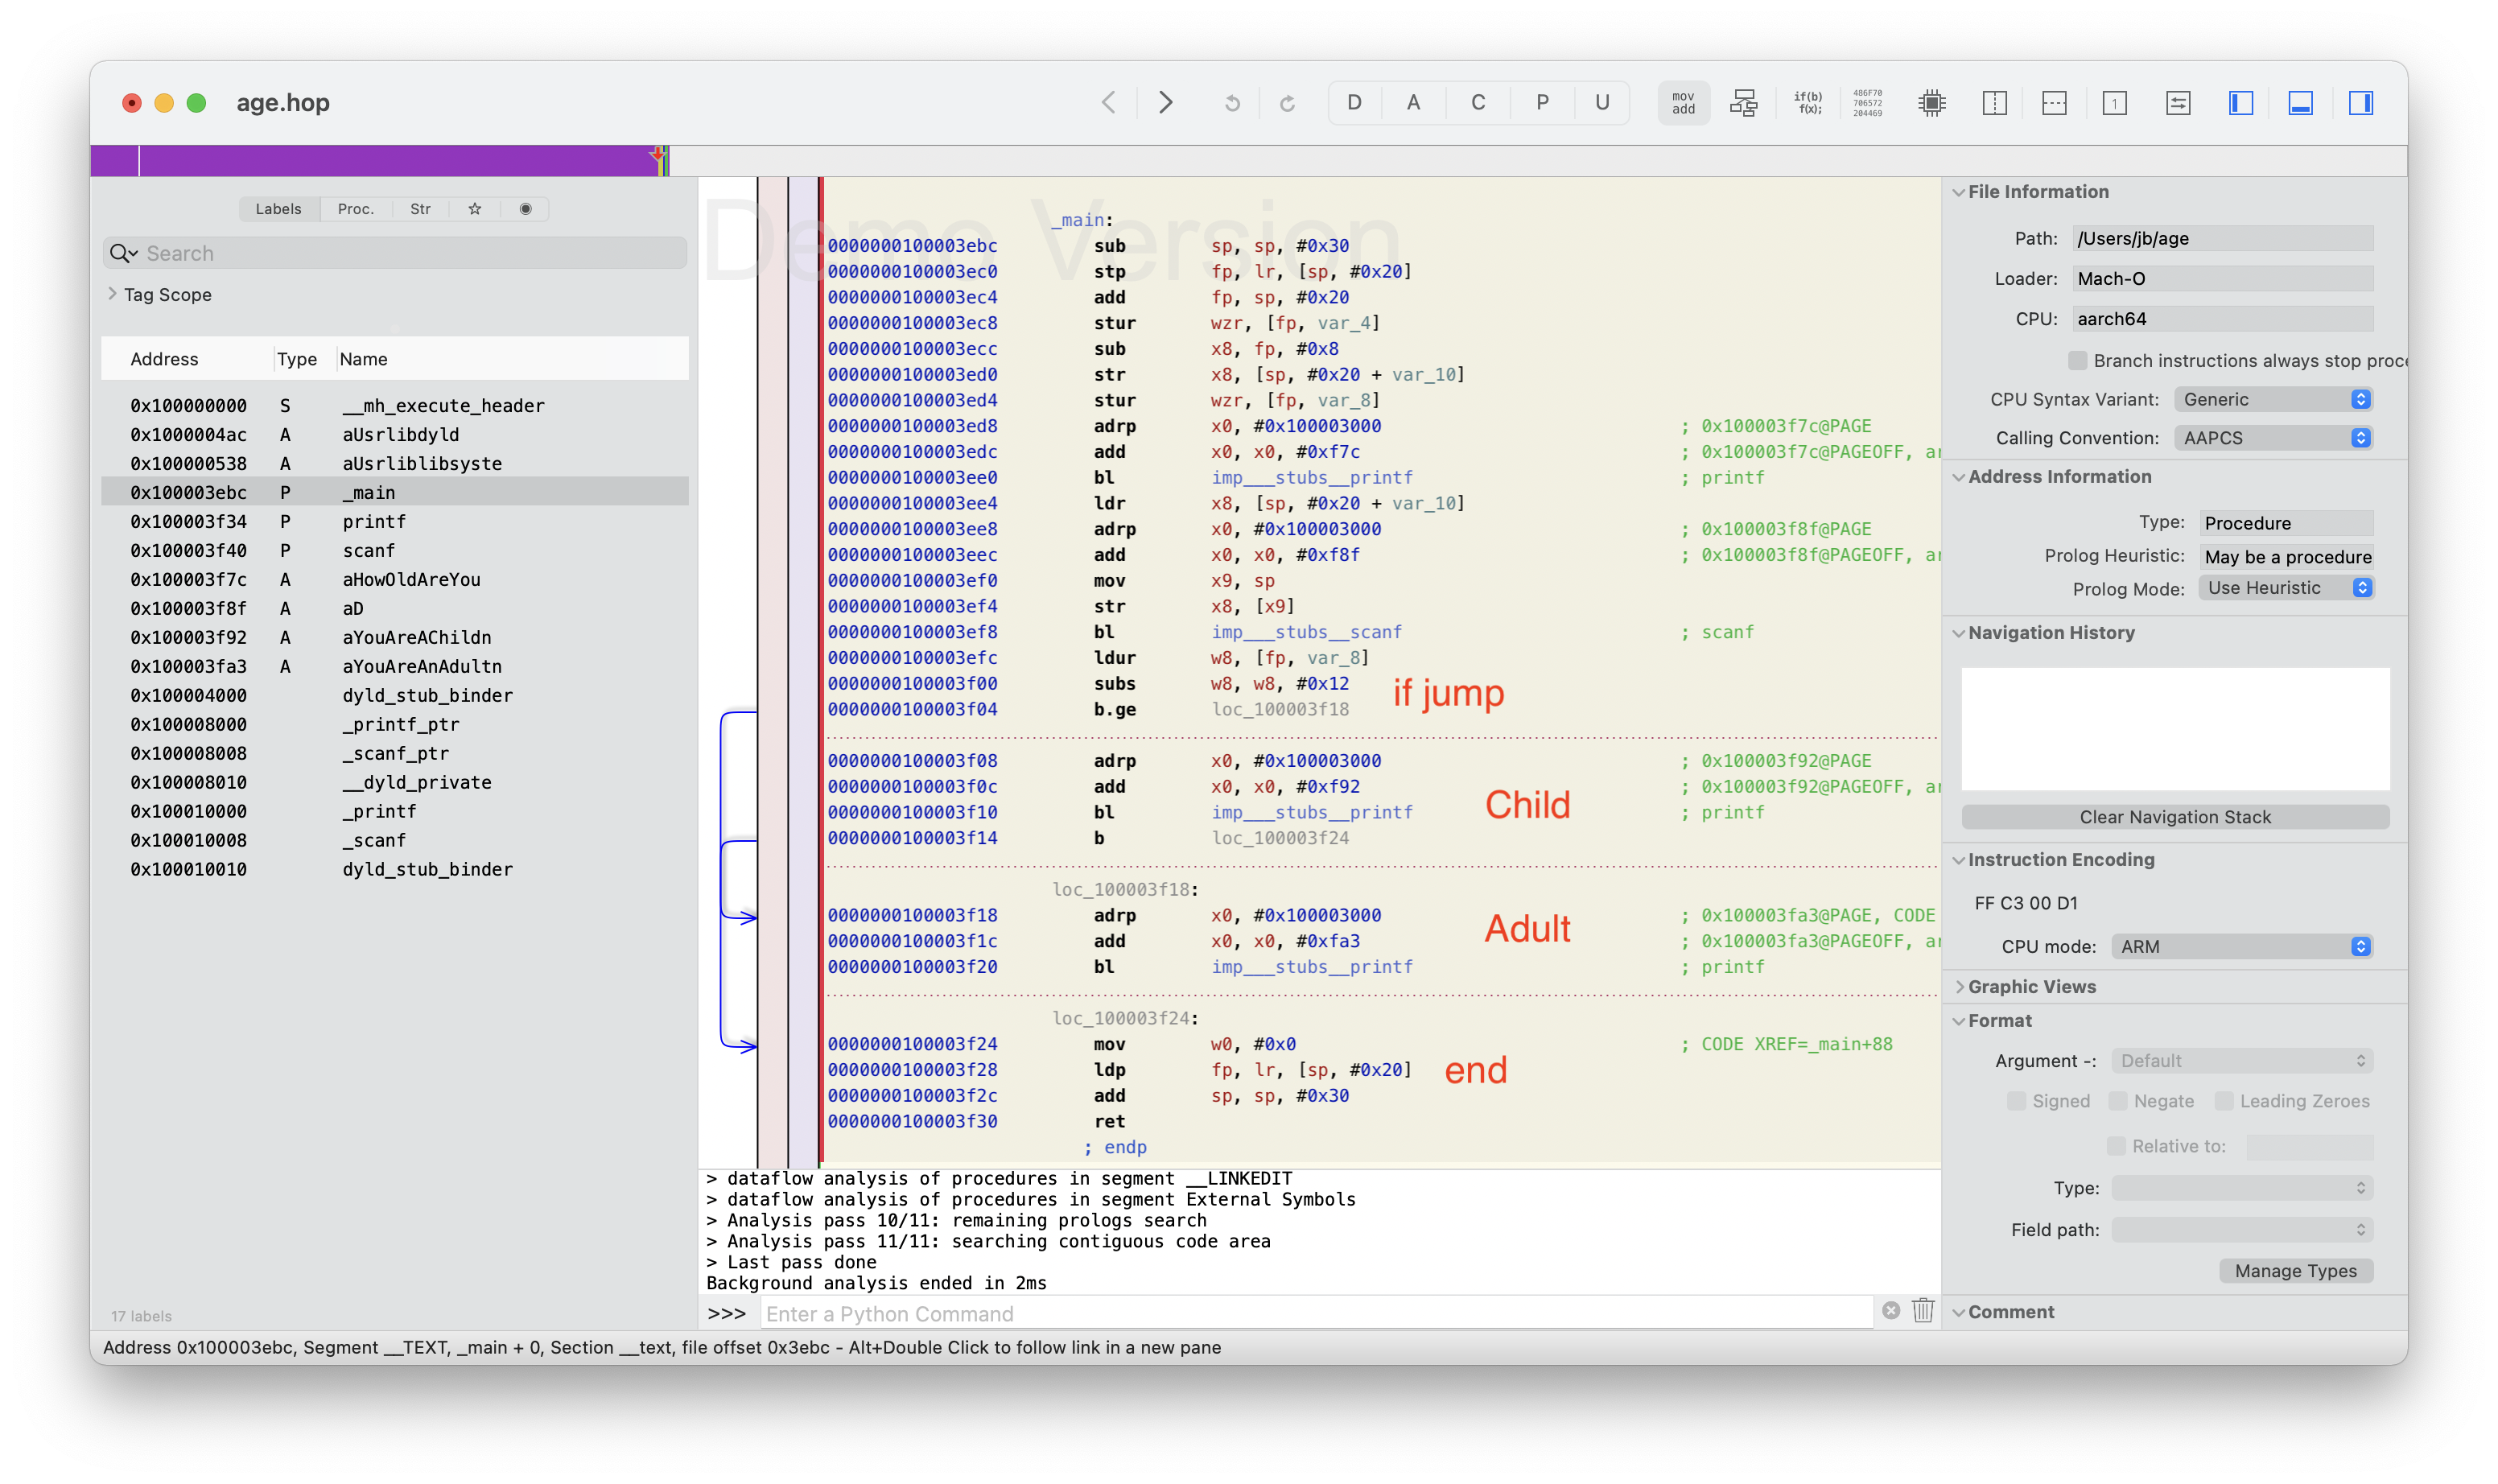 age.hop
D A C P U
mov add
if(b) f(x);
486F70 706572 204469
1
Labels Proc. Str
Search
Tag Scope
Address Type Name
0x100000000 S __mh_execute_header
0x1000004ac A aUsrlibdyld
0x100000538 A aUsrliblibsyste
0x100003ebc P _main
0x100003f34 P printf
0x100003f40 P scanf
0x100003f7c A aHowOldAreYou
0x100003f8f A aD
0x100003f92 A aYouAreAChildn
0x100003fa3 A aYouAreAnAdultn
0x100004000 dyld_stub_binder
0x100008000 _printf_ptr
0x100008008 _scanf_ptr
0x100008010 __dyld_private
0x100010000 _printf
0x100010008 _scanf
0x100010010 dyld_stub_binder
17 labels
Demo Version
_main:
0000000100003ebc sub sp, sp, #0x30
0000000100003ec0 stp fp, lr, [sp, #0x20]
0000000100003ec4 add fp, sp, #0x20
0000000100003ec8 stur wzr, [fp, var_4]
0000000100003ecc sub x8, fp, #0x8
0000000100003ed0 str x8, [sp, #0x20 + var_10]
0000000100003ed4 stur wzr, [fp, var_8]
0000000100003ed8 adrp x0, #0x100003000 ; 0x100003f7c@PAGE
0000000100003edc add x0, x0, #0xf7c ; 0x100003f7c@PAGEOFF, ar
0000000100003ee0 bl imp___stubs__printf ; printf
0000000100003ee4 ldr x8, [sp, #0x20 + var_10]
0000000100003ee8 adrp x0, #0x100003000 ; 0x100003f8f@PAGE
0000000100003eec add x0, x0, #0xf8f ; 0x100003f8f@PAGEOFF, ar
0000000100003ef0 mov x9, sp
0000000100003ef4 str x8, [x9]
0000000100003ef8 bl imp___stubs__scanf ; scanf
0000000100003efc ldur w8, [fp, var_8]
0000000100003f00 subs w8, w8, #0x12
if jump
0000000100003f04 b.ge loc_100003f18
0000000100003f08 adrp x0, #0x100003000 ; 0x100003f92@PAGE
0000000100003f0c add x0, x0, #0xf92 ; 0x100003f92@PAGEOFF, ar
Child
0000000100003f10 bl imp___stubs__printf ; printf
0000000100003f14 b loc_100003f24
loc_100003f18:
0000000100003f18 adrp x0, #0x100003000 ; 0x100003fa3@PAGE, CODE
Adult
0000000100003f1c add x0, x0, #0xfa3 ; 0x100003fa3@PAGEOFF, ar
0000000100003f20 bl imp___stubs__printf ; printf
loc_100003f24:
0000000100003f24 mov w0, #0x0 ; CODE XREF=_main+88
0000000100003f28 ldp fp, lr, [sp, #0x20]
end
0000000100003f2c add sp, sp, #0x30
0000000100003f30 ret
; endp
> dataflow analysis of procedures in segment __LINKEDIT
> dataflow analysis of procedures in segment External Symbols
> Analysis pass 10/11: remaining prologs search
> Analysis pass 11/11: searching contiguous code area
> Last pass done
Background analysis ended in 2ms
>>> Enter a Python Command
File Information
Path: /Users/jb/age
Loader: Mach-O
CPU: aarch64
Branch instructions always stop proce
CPU Syntax Variant: Generic
Calling Convention: AAPCS
Address Information
Type: Procedure
Prolog Heuristic: May be a procedure
Prolog Mode: Use Heuristic
Navigation History
Clear Navigation Stack
Instruction Encoding
FF C3 00 D1
CPU mode: ARM
Graphic Views
Format
Argument -: Default
Signed Negate Leading Zeroes
Relative to:
Type:
Field path:
Manage Types
Comment
Address 0x100003ebc, Segment __TEXT, _main + 0, Section __text, file offset 0x3ebc - Alt+Double Click to follow link in a new pane